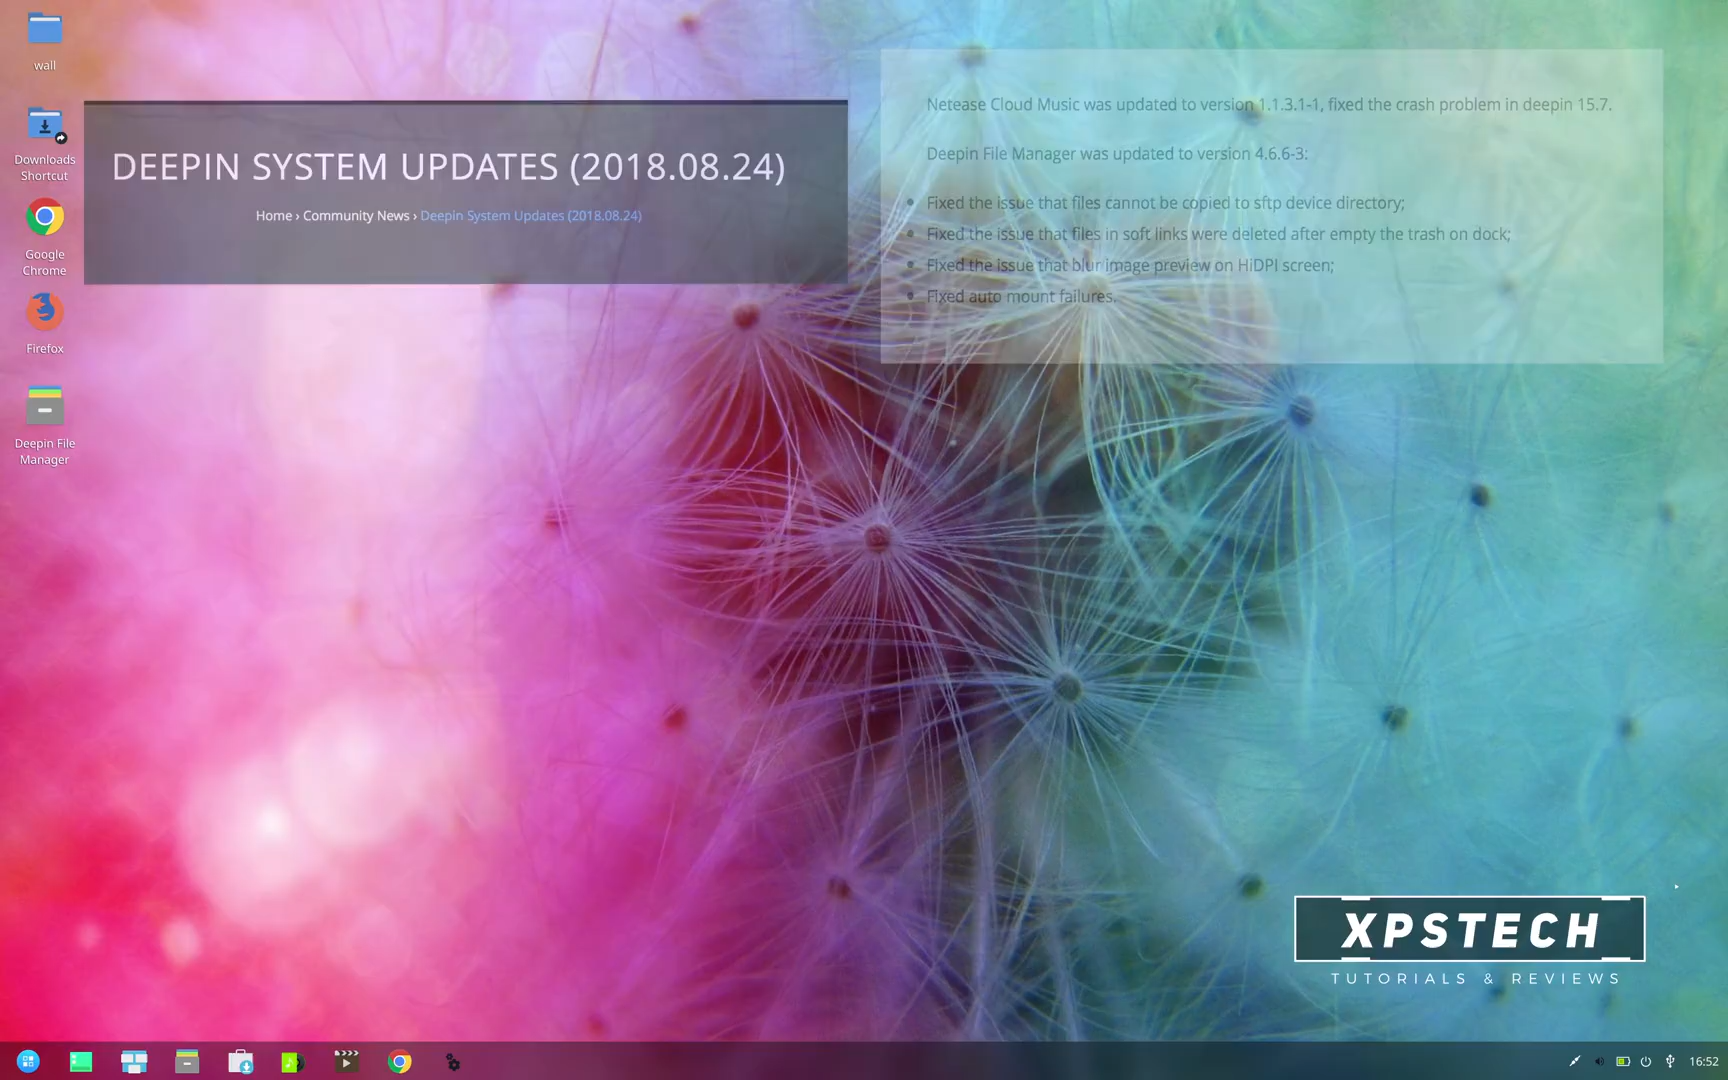 wall
Downloads
Shortcut
Google
Chrome
Firefox
Deepin File
Manager
DEEPIN SYSTEM UPDATES (2018.08.24)
Home › Community News › Deepin System Updates (2018.08.24)
Netease Cloud Music was updated to version 1.1.3.1-1, fixed the crash problem in deepin 15.7.
Deepin File Manager was updated to version 4.6.6-3:
• Fixed the issue that files cannot be copied to sftp device directory;
• Fixed the issue that files in soft links were deleted after empty the trash on dock;
• Fixed the issue that blur image preview on HiDPI screen;
• Fixed auto mount failures.
XPSTECH
TUTORIALS & REVIEWS
16:52